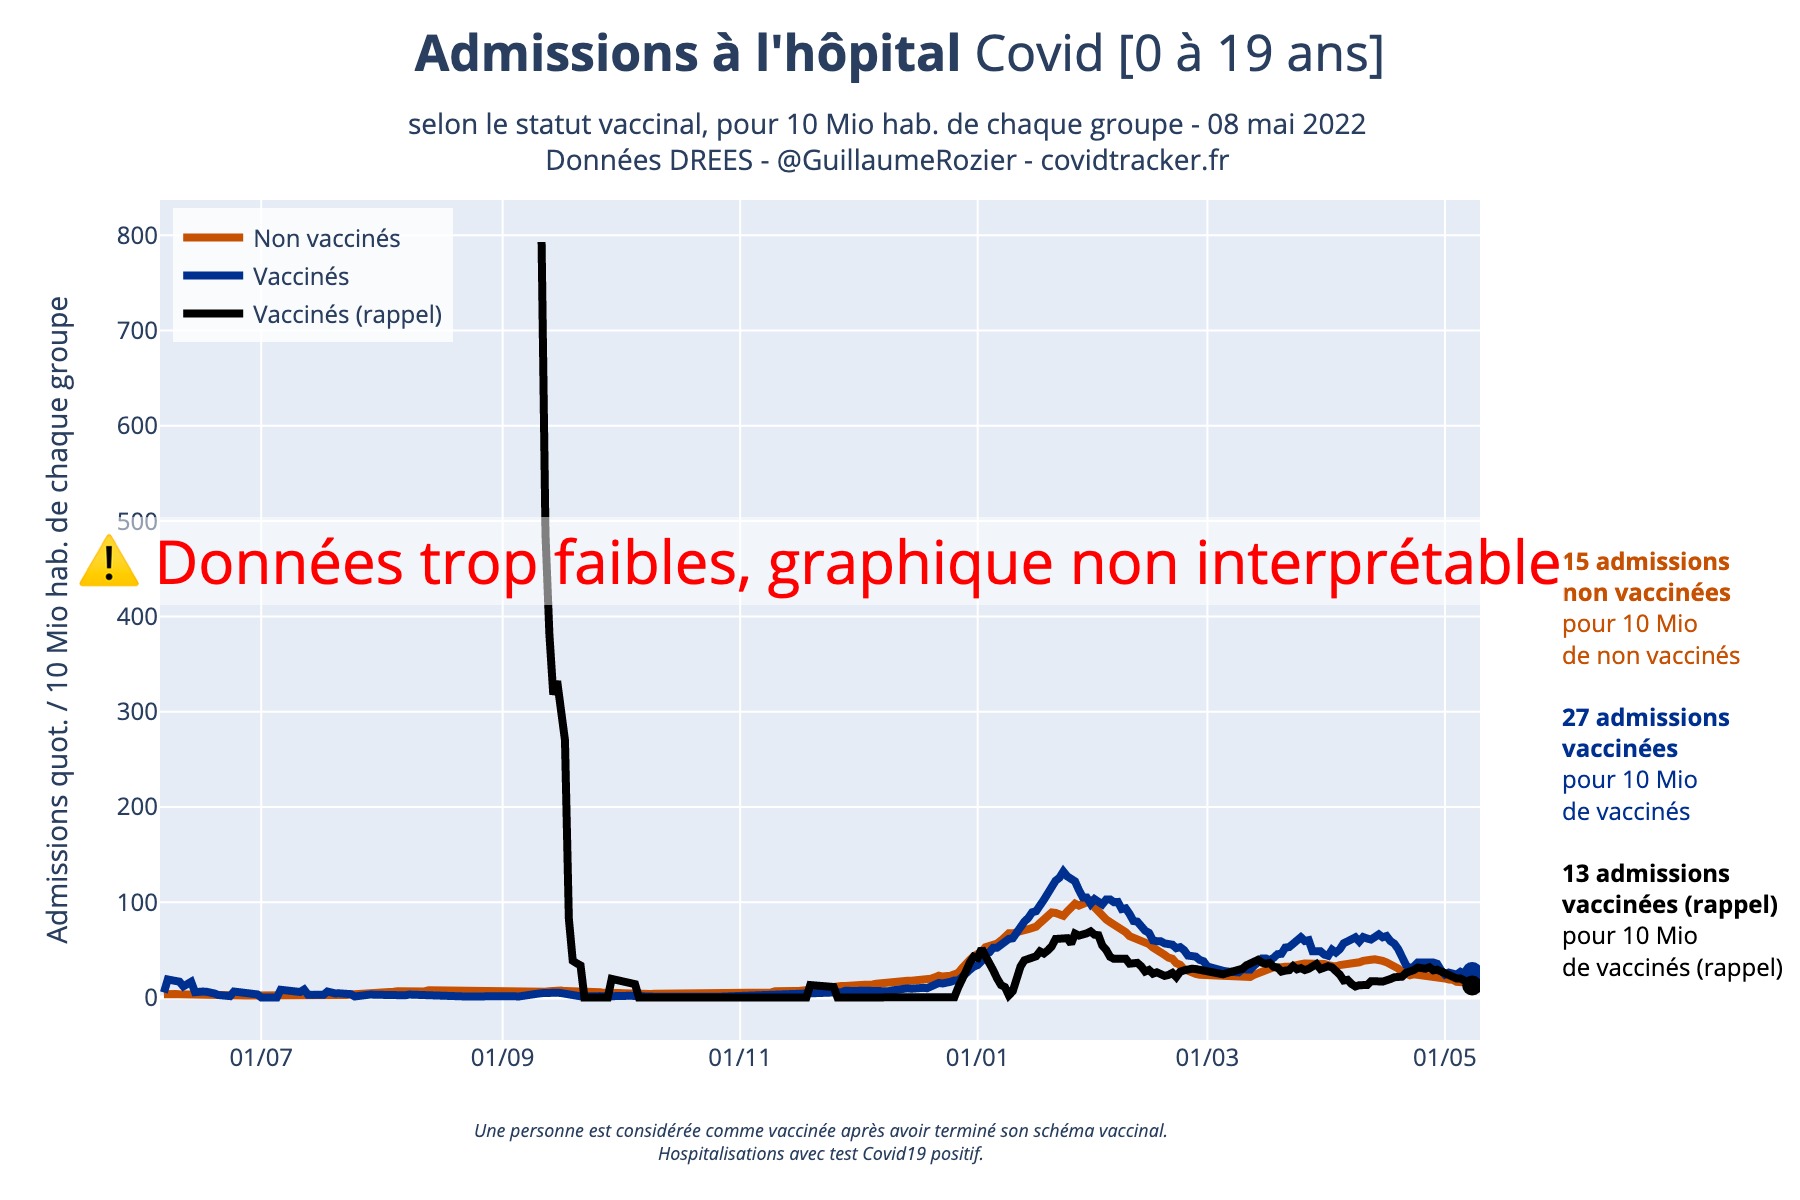 Admissions à l'hôpital Covid [0 à 19 ans]
selon le statut vaccinal, pour 10 Mio hab. de chaque groupe - 08 mai 2022
Données DREES - @GuillaumeRozier - covidtracker.fr
Non vaccinés
Vaccinés
Vaccinés (rappel)
Admissions quot. / 10 Mio hab. de chaque groupe
800
700
600
500
400
300
200
100
0
⚠️ Données trop faibles, graphique non interprétable
15 admissions
non vaccinées
pour 10 Mio
de non vaccinés
27 admissions
vaccinées
pour 10 Mio
de vaccinés
13 admissions
vaccinées (rappel)
pour 10 Mio
de vaccinés (rappel)
01/07 01/09 01/11 01/01 01/03 01/05
Une personne est considérée comme vaccinée après avoir terminé son schéma vaccinal.
Hospitalisations avec test Covid19 positif.